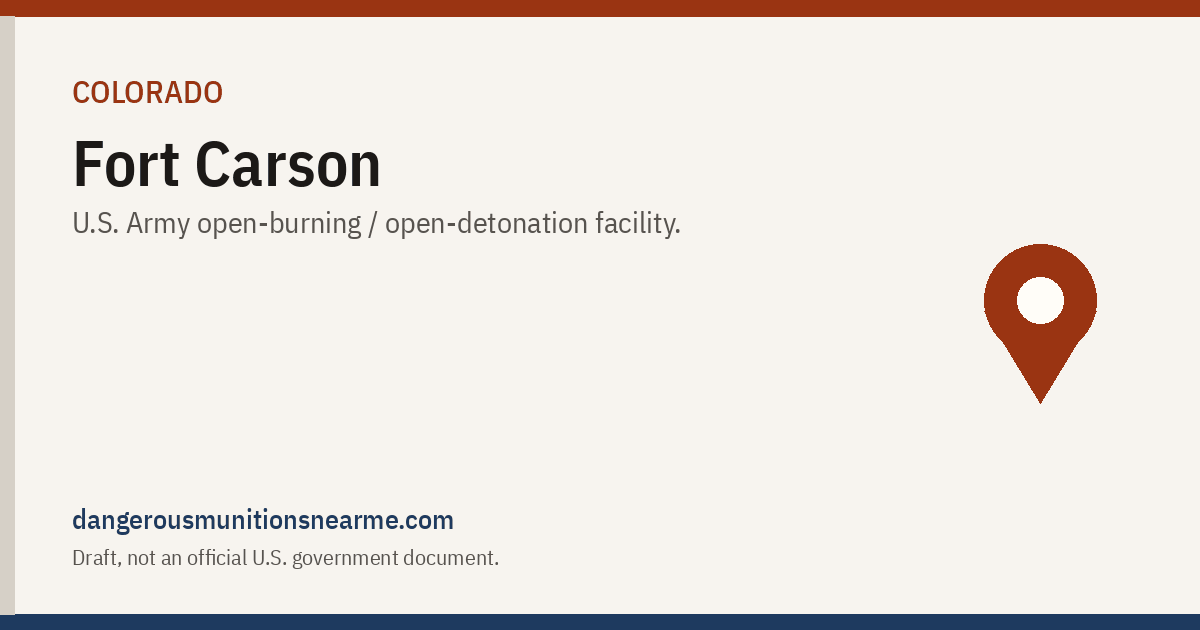 COLORADO
Fort Carson
U.S. Army open-burning / open-detonation facility.
dangerousmunitionsnearme.com
Draft, not an official U.S. government document.